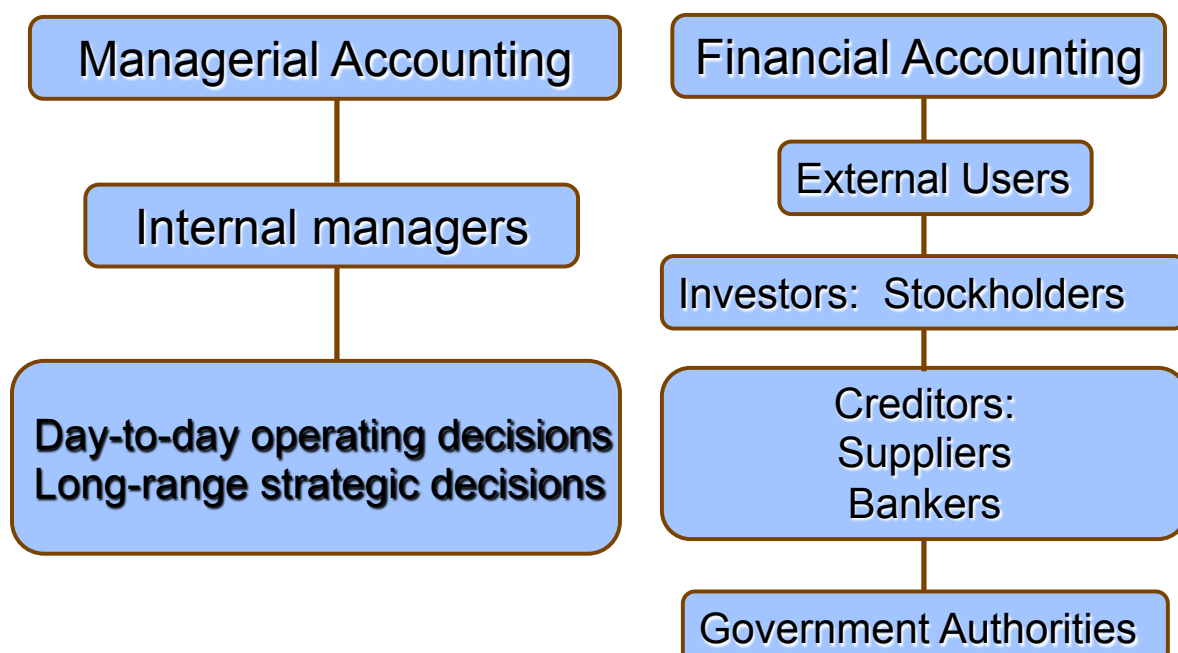 Managerial Accounting
Internal managers
Day-to-day operating decisions
Long-range strategic decisions
Financial Accounting
External Users
Investors:  Stockholders
Creditors:
Suppliers
Bankers
Government Authorities